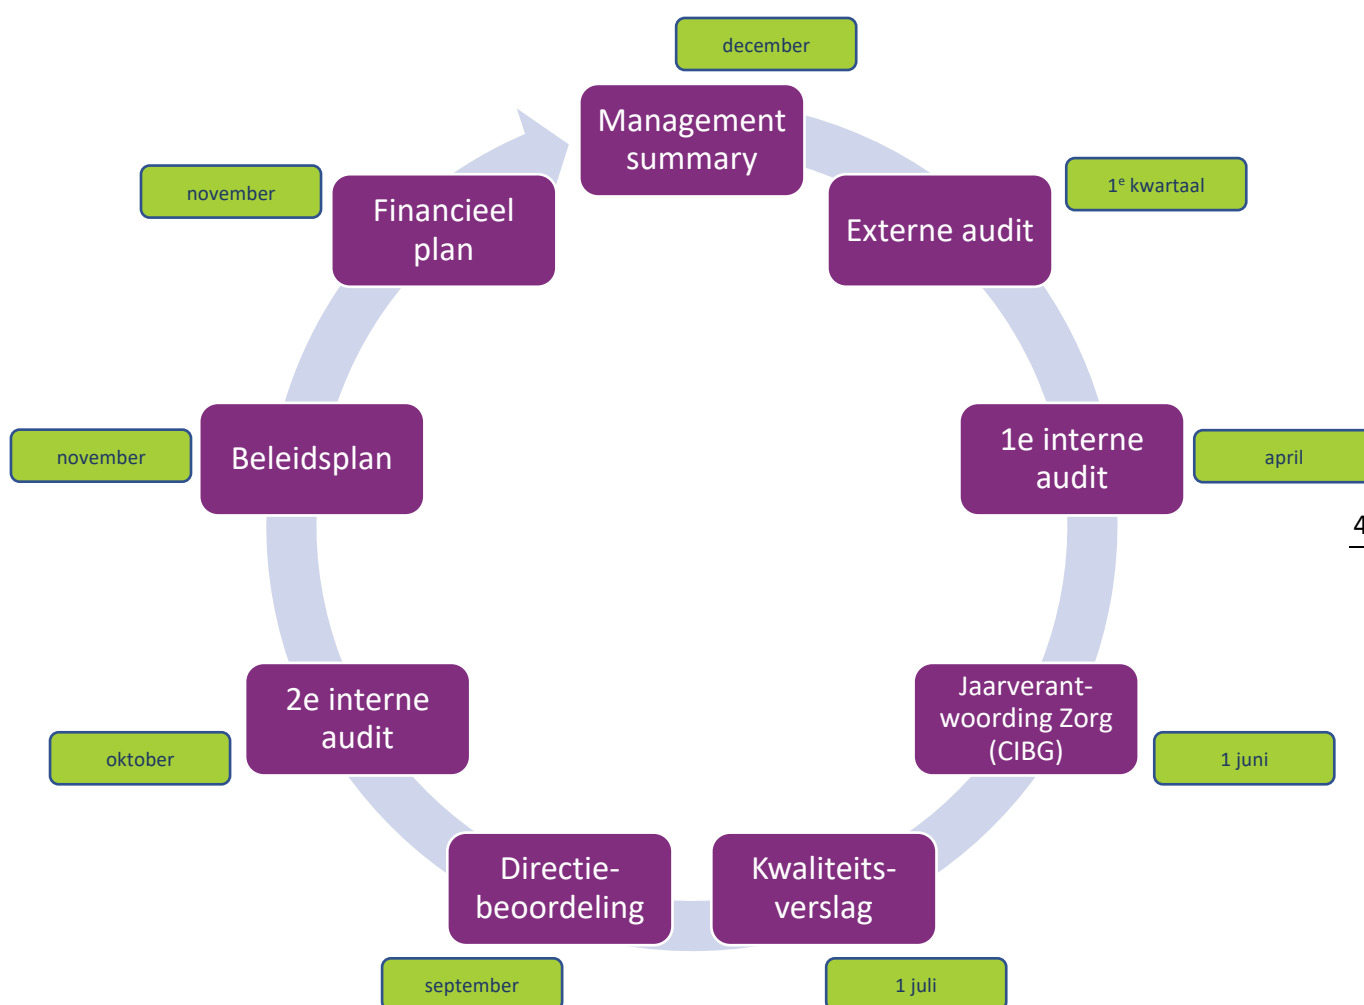 december
Management
summary
1e kwartaal
Externe audit
november
Financieel
plan
1e interne
audit
april
november
Beleidsplan
4
Jaarverant-
woording Zorg
(CIBG)
1 juni
2e interne
audit
oktober
Kwaliteits-
verslag
1 juli
Directie-
beoordeling
september